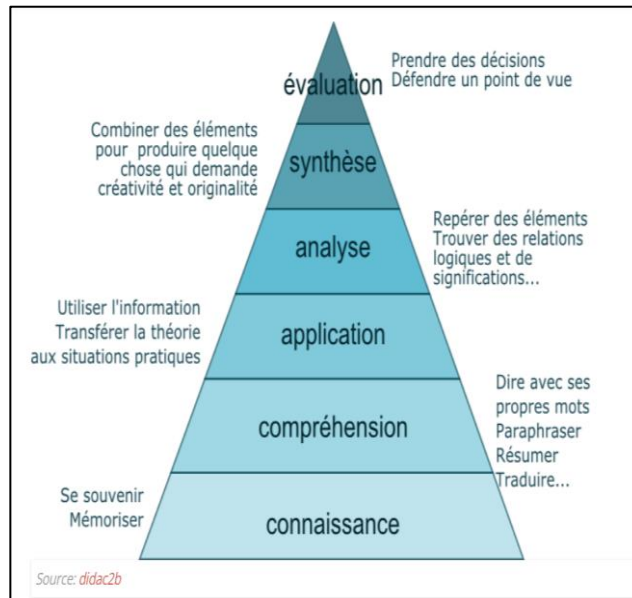 évaluation
Prendre des décisions
Défendre un point de vue
Combiner des éléments
pour produire quelque
chose qui demande
créativité et originalité
synthèse
analyse
Repérer des éléments
Trouver des relations
logiques et de
significations...
Utiliser l'information
Transférer la théorie
aux situations pratiques
application
compréhension
Dire avec ses
propres mots
Paraphraser
Résumer
Traduire...
Se souvenir
Mémoriser
connaissance
Source: didac2b